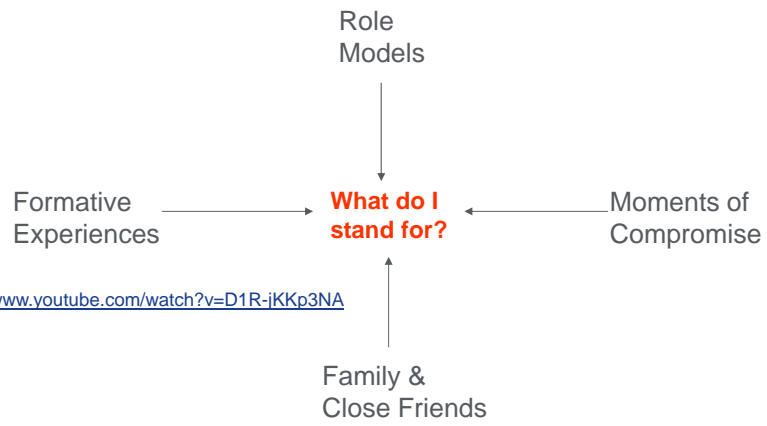 Role
Models
Formative
Experiences
What do I
stand for?
Moments of
Compromise
www.youtube.com/watch?v=D1R-jKKp3NA
Family &
Close Friends